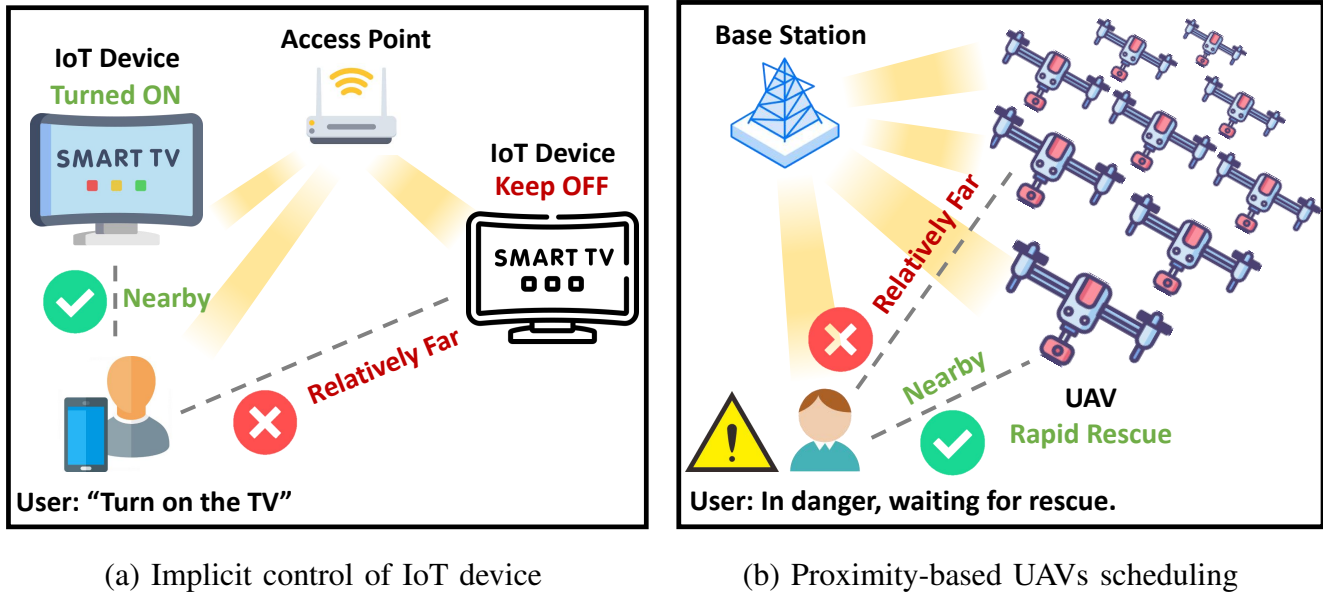 Access Point
IoT Device
Turned ON
SMART TV
IoT Device
Keep OFF
SMART TV
Nearby
Relatively Far
User: “Turn on the TV”
(a) Implicit control of IoT device
Base Station
Relatively Far
Nearby
UAV
Rapid Rescue
!
User: In danger, waiting for rescue.
(b) Proximity-based UAVs scheduling